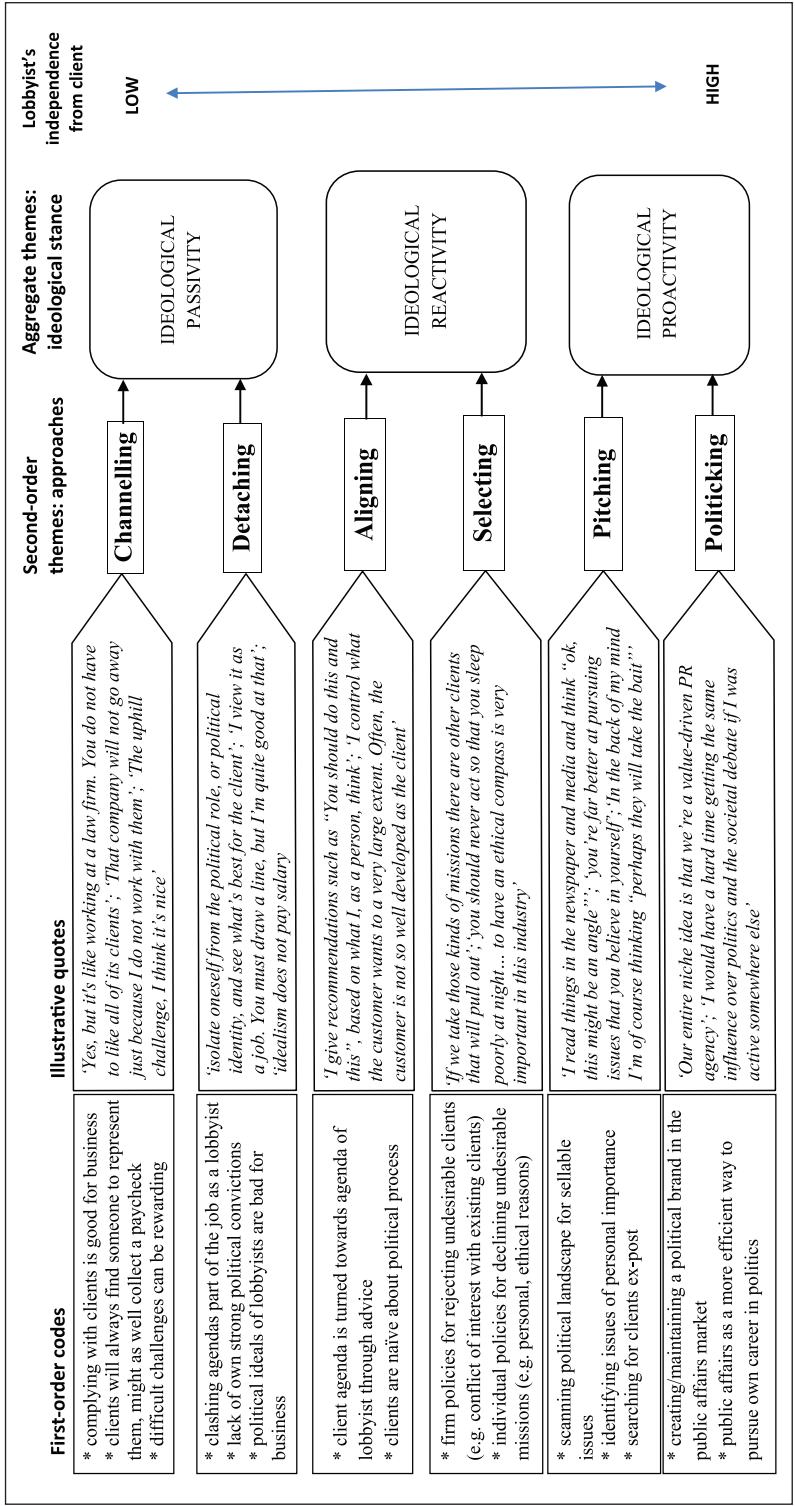 First-order codes
Illustrative quotes
Second-order
themes: approaches
Aggregate themes:
ideological stance
Lobbyist's
independence
from client
* complying with clients is good for business
* clients will always find someone to represent
them, might as well collect a paycheck
* difficult challenges can be rewarding
‘Yes, but it’s like working at a law firm. You do not have
to like all of its clients’; ‘That company will not go away
just because I do not work with them’; ‘The uphill
challenge, I think it’s nice’
Channelling
* clashing agendas part of the job as a lobbyist
* lack of own strong political convictions
* political ideals of lobbyists are bad for
business
‘isolate oneself from the political role, or political
identity, and see what’s best for the client’; ‘I view it as
a job. You must draw a line, but I’m quite good at that’;
‘idealism does not pay salary
Detaching
IDEOLOGICAL
PASSIVITY
LOW
* client agenda is turned towards agenda of
lobbyist through advice
* clients are naïve about political process
‘I give recommendations such as “You should do this and
this”, based on what I, as a person, think’; ‘I control what
the customer wants to a very large extent. Often, the
customer is not so well developed as the client’
Aligning
* firm policies for rejecting undesirable clients
(e.g. conflict of interest with existing clients)
* individual policies for declining undesirable
missions (e.g. personal, ethical reasons)
‘If we take those kinds of missions there are other clients
that will pull out’; ‘you should never act so that you sleep
poorly at night... to have an ethical compass is very
important in this industry’
Selecting
IDEOLOGICAL
REACTIVITY
* scanning political landscape for sellable
issues
* identifying issues of personal importance
* searching for clients ex-post
‘I read things in the newspaper and media and think “ok,
this might be an angle”’; ‘you’re far better at pursuing
issues that you believe in yourself’;‘In the back of my mind
I’m of course thinking “perhaps they will take the bait”’
Pitching
* creating/maintaining a political brand in the
public affairs market
* public affairs as a more efficient way to
pursue own career in politics
‘Our entire niche idea is that we’re a value-driven PR
agency’; ‘I would have a hard time getting the same
influence over politics and the societal debate if I was
active somewhere else’
Politicking
IDEOLOGICAL
PROACTIVITY
HIGH